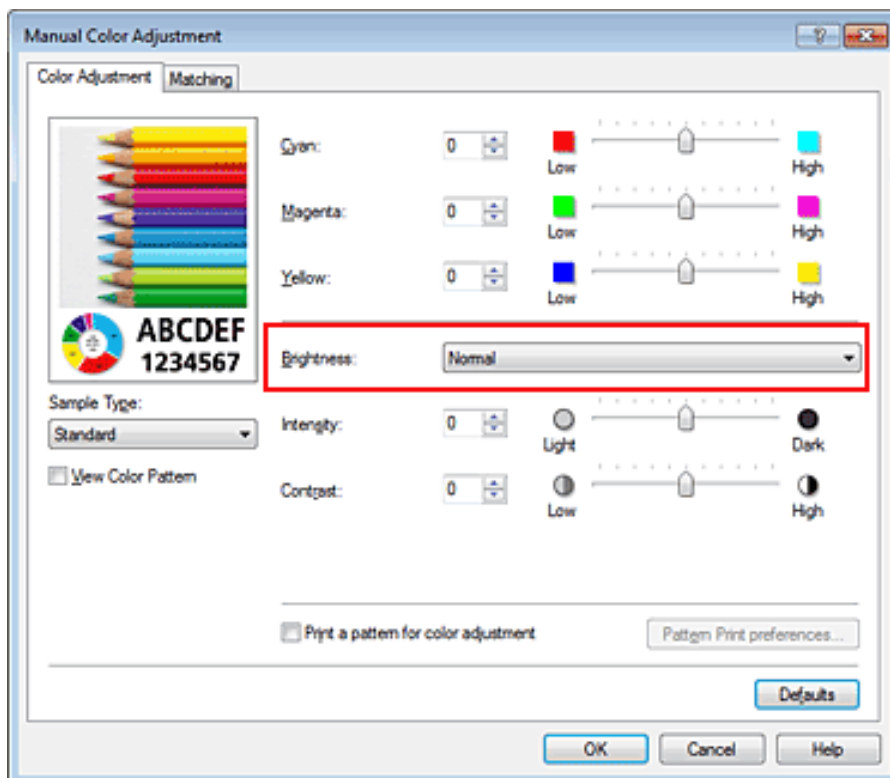 Manual Color Adjustment
Color Adjustment Matching
Cyan: 0 Low High
Magenta: 0 Low High
Yellow: 0 Low High
ABCDEF
1234567
Brightness: Normal
Sample Type:
Standard
Intensity: 0 Light Dark
View Color Pattern
Contrast: 0 Low High
Print a pattern for color adjustment Pattern Print preferences...
Defaults
OK Cancel Help